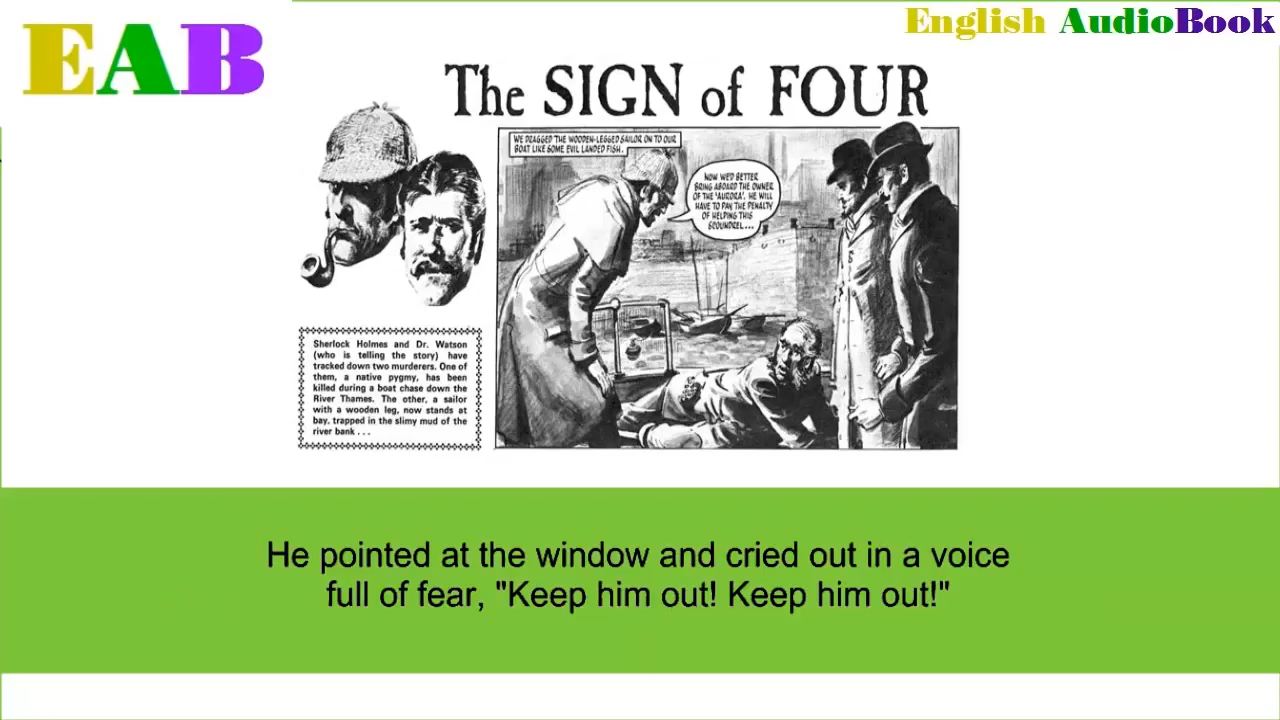 EAB
English AudioBook
The SIGN of FOUR
WE DRAGGED THE WOODEN-LEGGED SAILOR ON TO OUR
BOAT LIKE SOME EVIL LANDED FISH.
NOW WE'D BETTER
BRING ABOARD THE OWNER
OF THE 'AURORA'. HE WILL
HAVE TO PAY THE PENALTY
OF HELPING THIS
SCOUNDREL...
Sherlock Holmes and Dr. Watson
(who is telling the story) have
tracked down two murderers. One of
them, a native pygmy, has been
killed during a boat chase down the
River Thames. The other, a sailor
with a wooden leg, now stands at
bay, trapped in the slimy mud of the
river bank . . .
He pointed at the window and cried out in a voice
full of fear, "Keep him out! Keep him out!"